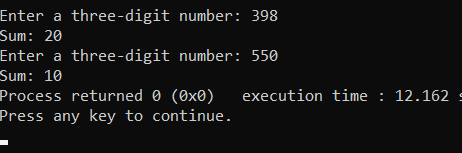 Enter a three-digit number: 398
Sum: 20
Enter a three-digit number: 550
Sum: 10
Process returned 0 (0x0)   execution time : 12.162 s
Press any key to continue.